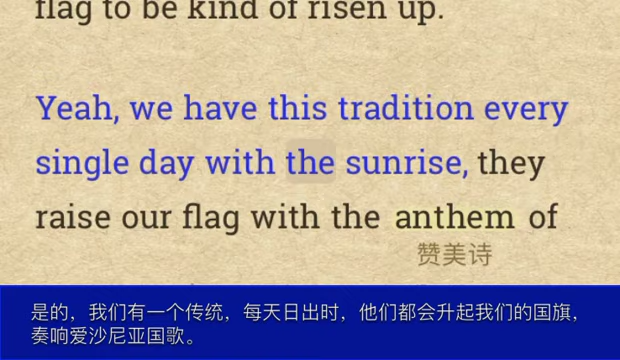 flag to be kind of risen up.
Yeah, we have this tradition every
single day with the sunrise, they
raise our flag with the anthem of
赞美诗
是的，我们有一个传统，每天日出时，他们都会升起我们的国旗，
奏响爱沙尼亚国歌。